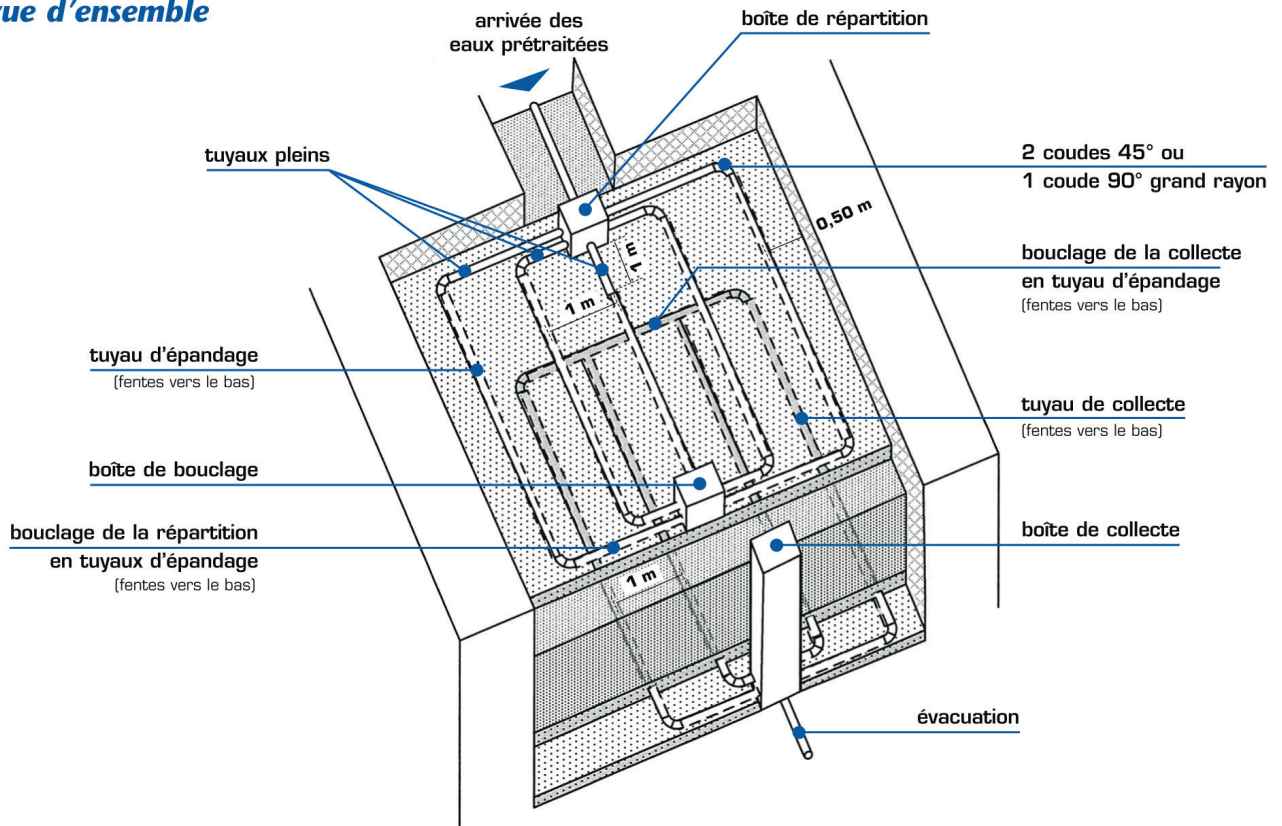 vue d'ensemble
arrivée des
eaux prétraitées
boîte de répartition
tuyaux pleins
2 coudes 45° ou
1 coude 90° grand rayon
0,50 m
1 m
1 m
bouclage de la collecte
en tuyau d'épandage
(fentes vers le bas)
tuyau d'épandage
(fentes vers le bas)
tuyau de collecte
(fentes vers le bas)
boîte de bouclage
bouclage de la répartition
en tuyaux d'épandage
(fentes vers le bas)
boîte de collecte
1 m
évacuation